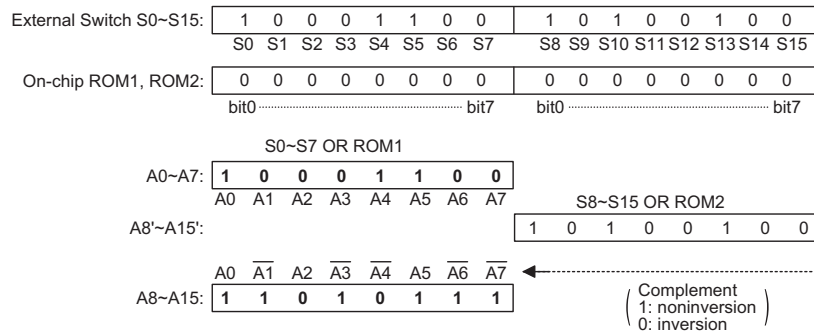 External Switch S0~S15: 1 0 0 0 1 1 0 0 1 0 1 0 0 1 0 0
S0 S1 S2 S3 S4 S5 S6 S7 S8 S9 S10 S11 S12 S13 S14 S15
On-chip ROM1, ROM2: 0 0 0 0 0 0 0 0 0 0 0 0 0 0 0 0
bit0 bit7 bit0 bit7
S0~S7 OR ROM1
A0~A7: 1 0 0 0 1 1 0 0
A0 A1 A2 A3 A4 A5 A6 A7
S8~S15 OR ROM2
A8'~A15': 1 0 1 0 0 1 0 0
A0 A̅1̅ A2 A̅3̅ A̅4̅ A5 A̅6̅ A̅7̅
A8~A15: 1 1 0 1 0 1 1 1
( Complement
1: noninversion
0: inversion )